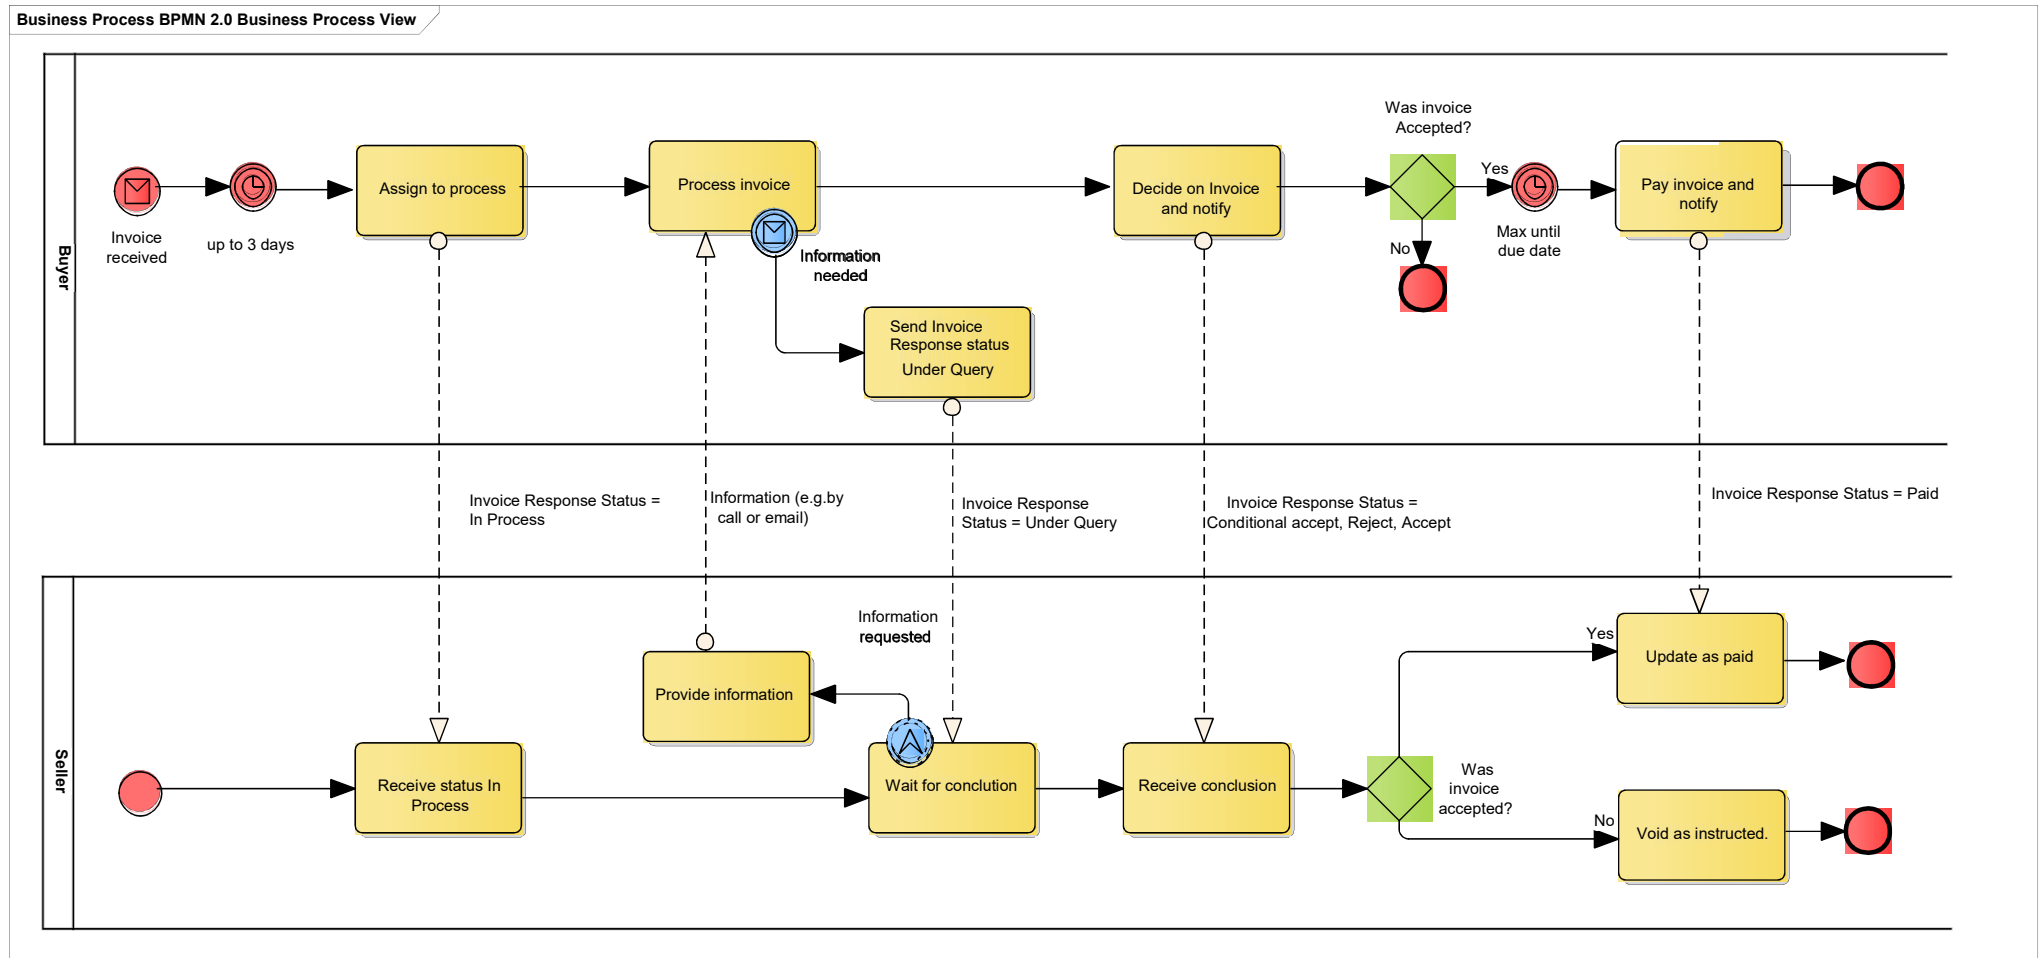 Business Process BPMN 2.0 Business Process View
Buyer
Invoice
received
up to 3 days
Assign to process
Process invoice
Information
needed
Send Invoice
Response status
Under Query
Decide on Invoice
and notify
Was invoice
Accepted?
Yes
No
Max until
due date
Pay invoice and
notify
Invoice Response Status =
In Process
Information (e.g.by
call or email)
Invoice Response
Status = Under Query
Invoice Response Status =
Conditional accept, Reject, Accept
Invoice Response Status = Paid
Seller
Receive status In
Process
Provide information
Information
requested
Wait for conclution
Receive conclusion
Was
invoice
accepted?
Yes
Update as paid
No
Void as instructed.